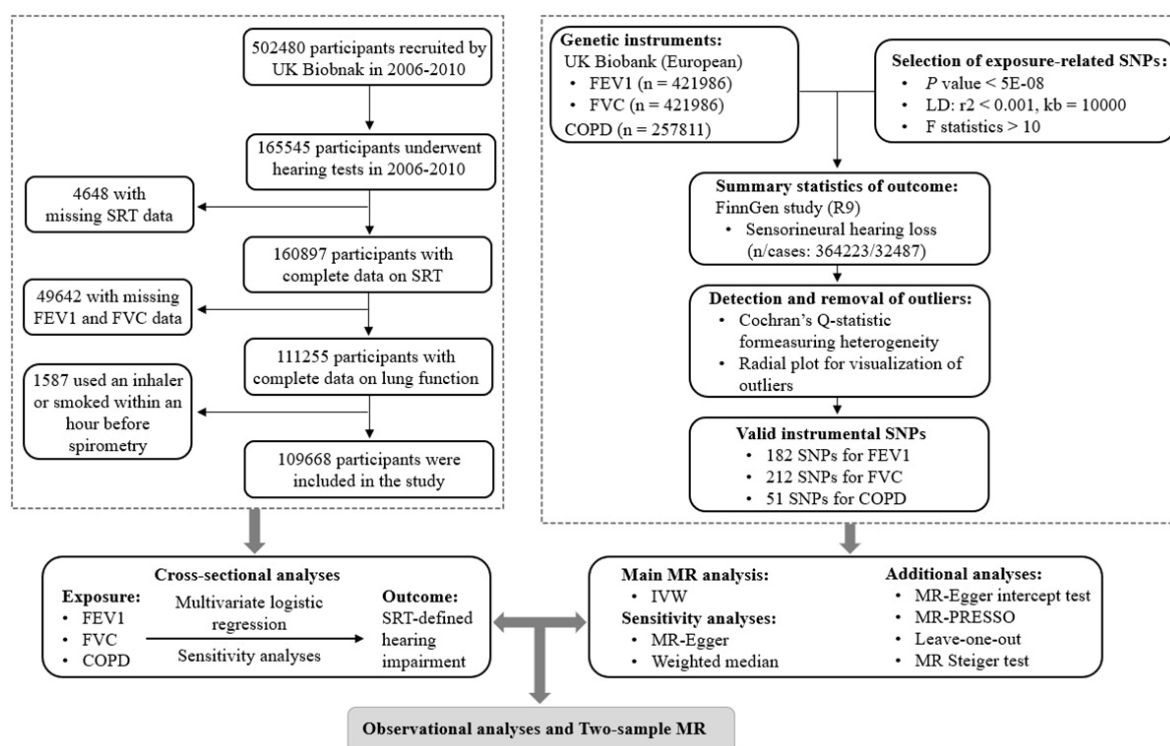 502480 participants recruited by
UK Biobnak in 2006-2010
165545 participants underwent
hearing tests in 2006-2010
4648 with
missing SRT data
160897 participants with
complete data on SRT
49642 with missing
FEV1 and FVC data
111255 participants with
complete data on lung function
1587 used an inhaler
or smoked within an
hour before
spirometry
109668 participants were
included in the study
Genetic instruments:
UK Biobank (European)
• FEV1 (n = 421986)
• FVC (n = 421986)
COPD (n = 257811)
Selection of exposure-related SNPs:
• P value < 5E-08
• LD: r2 < 0.001, kb = 10000
• F statistics > 10
Summary statistics of outcome:
FinnGen study (R9)
• Sensorineural hearing loss
(n/cases: 364223/32487)
Detection and removal of outliers:
• Cochran's Q-statistic
formeasuring heterogeneity
• Radial plot for visualization of
outliers
Valid instrumental SNPs
• 182 SNPs for FEV1
• 212 SNPs for FVC
• 51 SNPs for COPD
Cross-sectional analyses
Exposure:
• FEV1
• FVC
• COPD
Multivariate logistic
regression
Sensitivity analyses
Outcome:
SRT-defined
hearing
impairment
Main MR analysis:
• IVW
Sensitivity analyses:
• MR-Egger
• Weighted median
Additional analyses:
• MR-Egger intercept test
• MR-PRESSO
• Leave-one-out
• MR Steiger test
Observational analyses and Two-sample MR